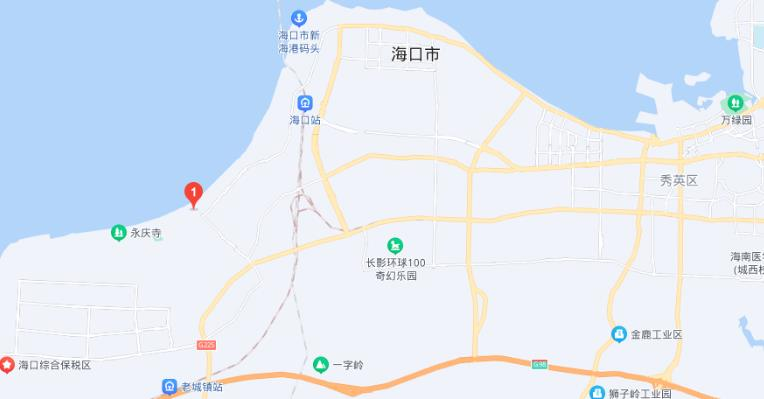 海口市新
海港码头
海口市
海口站
万绿园
秀英区
1
永庆寺
长影环球100
奇幻乐园
海南医学
(城西校
金鹿工业区
G225
海口综合保税区
一字岭
G98
老城镇站
狮子岭工业园